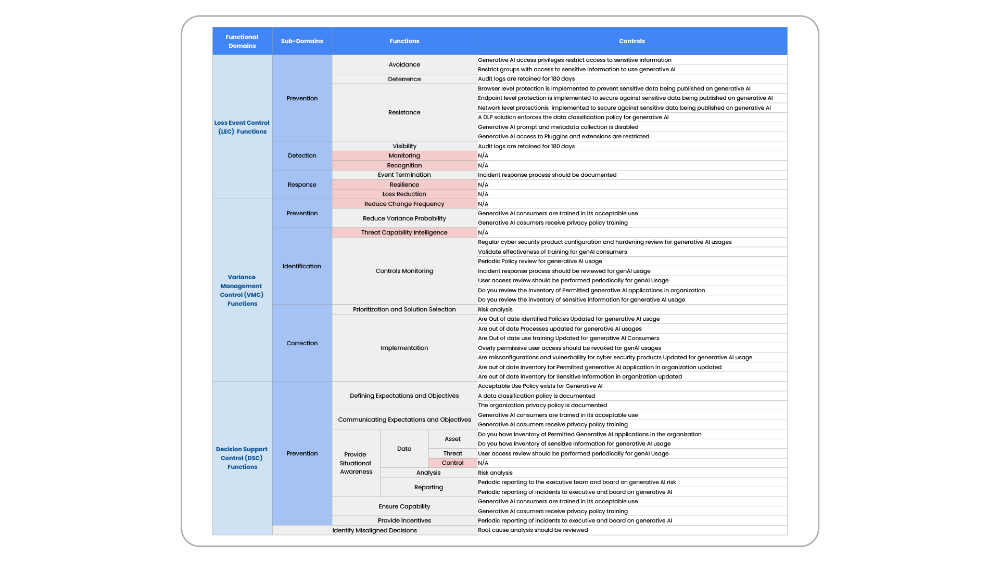 Functional
Domains
Sub-Domains
Functions
Controls
Loss Event Control
(LEC) Functions
Prevention
Avoidance
Generative AI access privileges restrict access to sensitive information
Restrict groups with access to sensitive information to use generative AI
Deterrence
Audit logs are retained for 180 days
Resistance
Browser level protection is implemented to prevent sensitive data being published on generative AI
Endpoint level protection is implemented to secure against sensitive data being published on generative AI
Network level protectionis implemented to secure against sensitive data being published on generative AI
A DLP solution enforces the data classification policy for generative AI
Generative AI prompt and metadata collection is disabled
Generative AI access to Pluggins and extensions are restricted
Detection
Visibility
Audit logs are retained for 180 days
Monitoring
N/A
Recognition
N/A
Response
Event Termination
Incident response process should be documented
Resilience
N/A
Loss Reduction
N/A
Variance
Management
Control (VMC)
Functions
Prevention
Reduce Change Frequency
N/A
Reduce Variance Probability
Generative AI consumers are trained in its acceptable use
Generative AI cosumers receive privacy policy training
Identification
Threat Capability Intelligence
N/A
Controls Monitoring
Regular cyber security product configuration and hardening review for generative AI usages
Validate effectiveness of training for genAI consumers
Periodic Policy review for generative AI usage
Incident response process should be reviewed for genAI usage
User access review should be performed periodically for genAI Usage
Do you review the Inventory of Permitted generative AI applications in organization
Do you review the inventory of sensitive information for generative AI usage
Correction
Prioritization and Solution Selection
Risk analysis
Implementation
Are Out of date identified Policies Updated for generative AI usage
Are out of date Processes updated for generative AI usages
Are Out of date use training Updated for generative AI Consumers
Overly permissive user access should be revoked for genAI usages
Are misconfigurations and vulnerbaility for cyber security products Updated for generative AI usage
Are out of date inventory for Permitted generative AI application in organization updated
Are out of date inventory for Sensitive Information in organization updated
Decision Support
Control (DSC)
Functions
Prevention
Defining Expectations and Objectives
Acceptable Use Policy exists for Generative AI
A data classification policy is documented
The organization privacy policy is documented
Communicating Expectations and Objectives
Generative AI consumers are trained in its acceptable use
Generative AI cosumers receive privacy policy training
Provide
Situational
Awareness
Data
Asset
Do you have inventory of Permitted Generative AI applications in the organization
Do you have inventory of sensitive information for generative AI usage
Threat
User access review should be performed periodically for genAI Usage
Control
N/A
Analysis
Risk analysis
Reporting
Periodic reporting to the executive team and board on generative AI risk
Periodic reporting of incidents to executive and board on generative AI
Ensure Capability
Generative AI consumers are trained in its acceptable use
Generative AI cosumers receive privacy policy training
Provide Incentives
Periodic reporting of incidents to executive and board on generative AI
Identify Misaligned Decisions
Root cause analysis should be reviewed